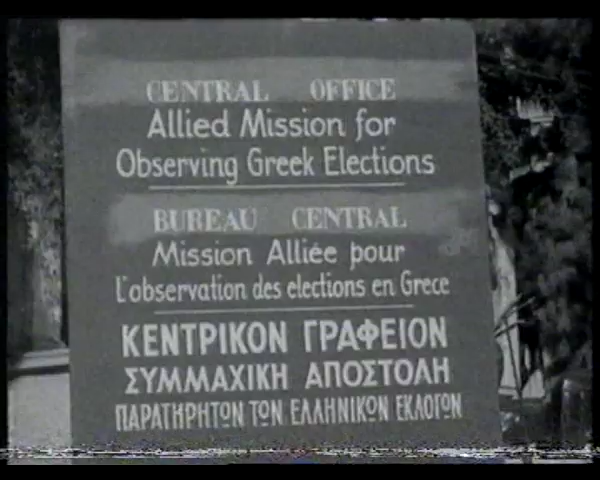 CENTRAL OFFICE
Allied Mission for
Observing Greek Elections
BUREAU CENTRAL
Mission Alliée pour
L'observation des elections en Grece
ΚΕΝΤΡΙΚΟΝ ΓΡΑΦΕΙΟΝ
ΣΥΜΜΑΧΙΚΗ ΑΠΟΣΤΟΛΗ
ΠΑΡΑΤΗΡΗΤΩΝ ΤΩΝ ΕΛΛΗΝΙΚΩΝ ΕΚΛΟΓΩΝ